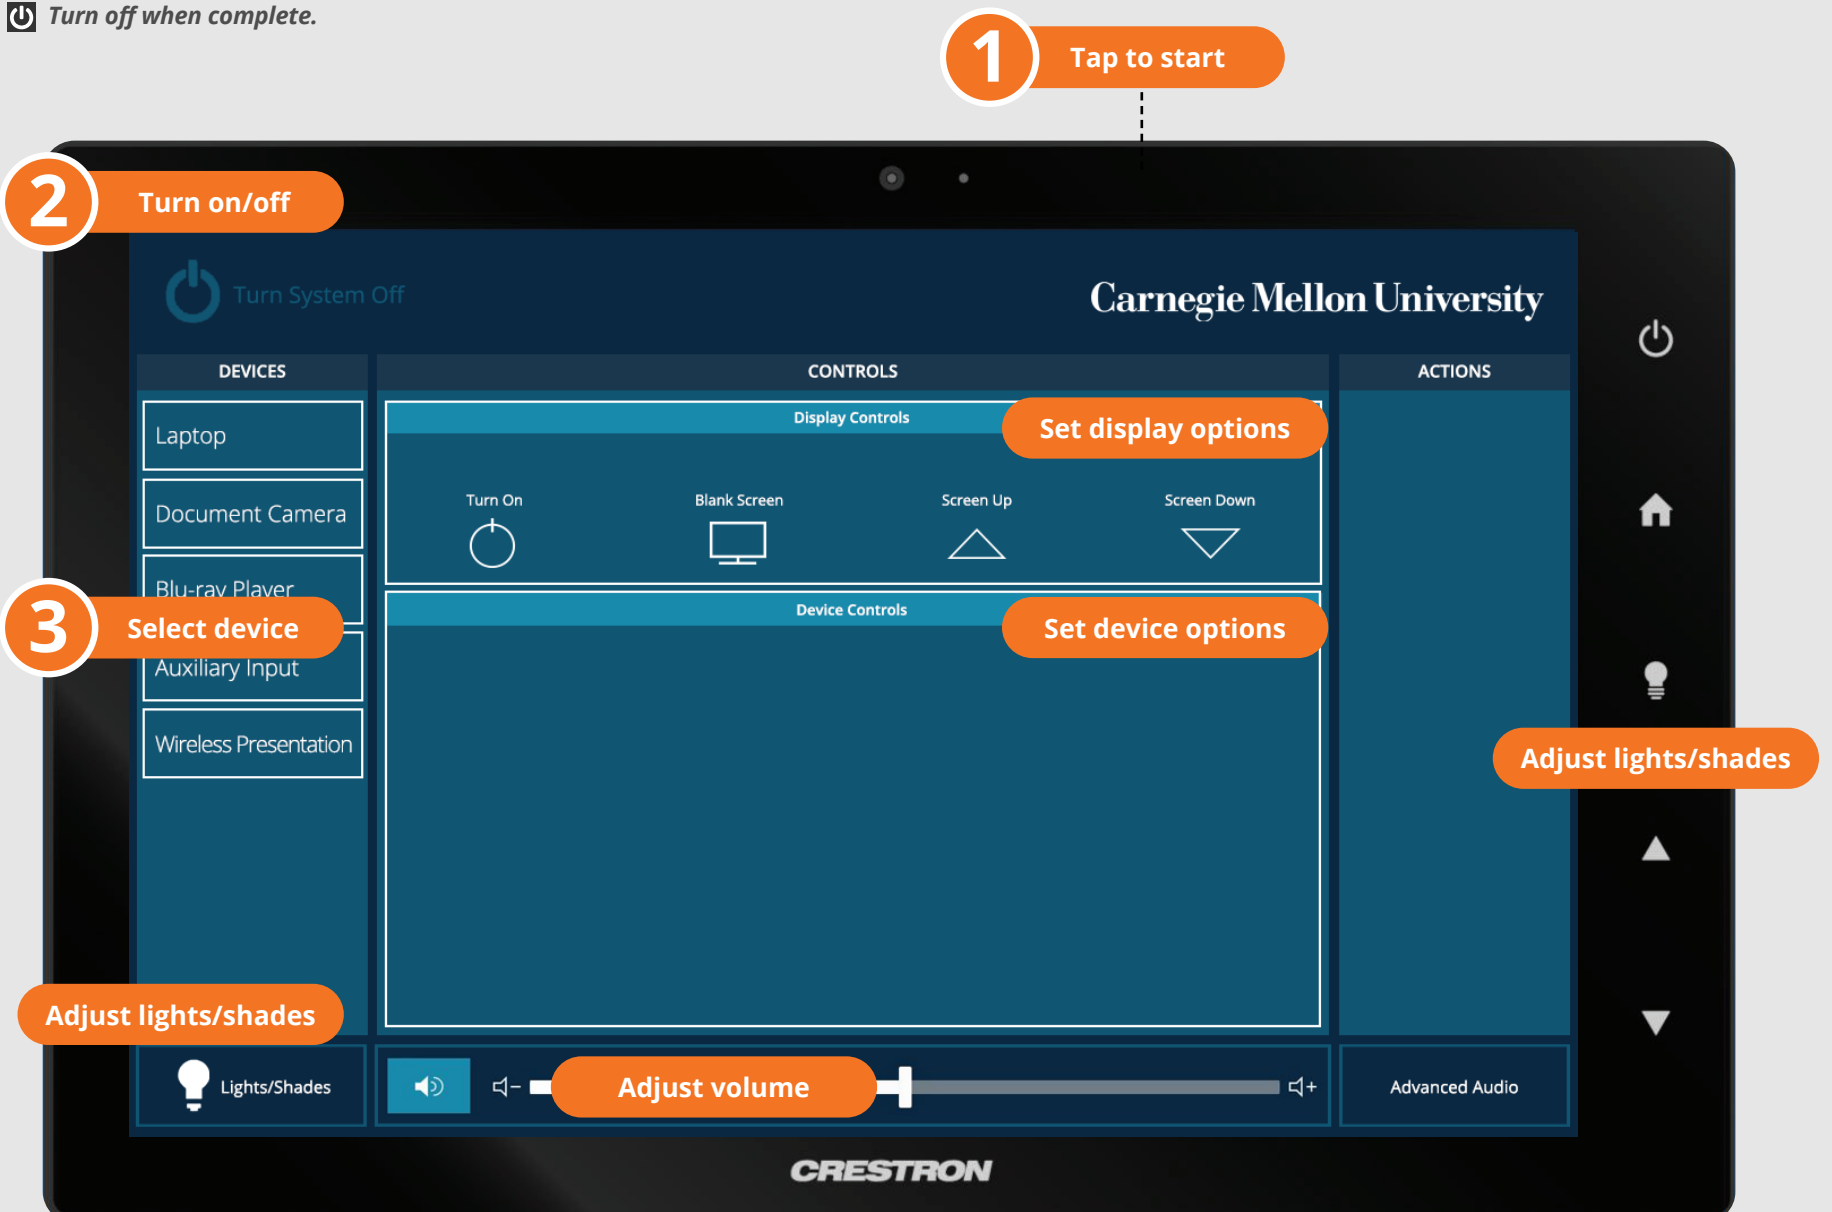 Turn off when complete.
1
Tap to start
2
Turn on/off
Turn System Off
Carnegie Mellon University
DEVICES
CONTROLS
ACTIONS
Laptop
Document Camera
Blu-ray Player
3
Select device
Auxiliary Input
Wireless Presentation
Display Controls
Set display options
Turn On
Blank Screen
Screen Up
Screen Down
Device Controls
Set device options
Adjust lights/shades
Adjust lights/shades
Lights/Shades
Adjust volume
Advanced Audio
CRESTRON